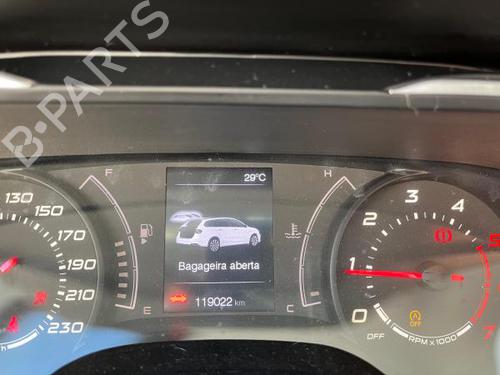 B-PARTS
29°C
F
H
130
150
170
190
210
230
Bagageira aberta
119022 km
E
C
1
2
3
4
5
7
OFF
RPM x 1000
OFF